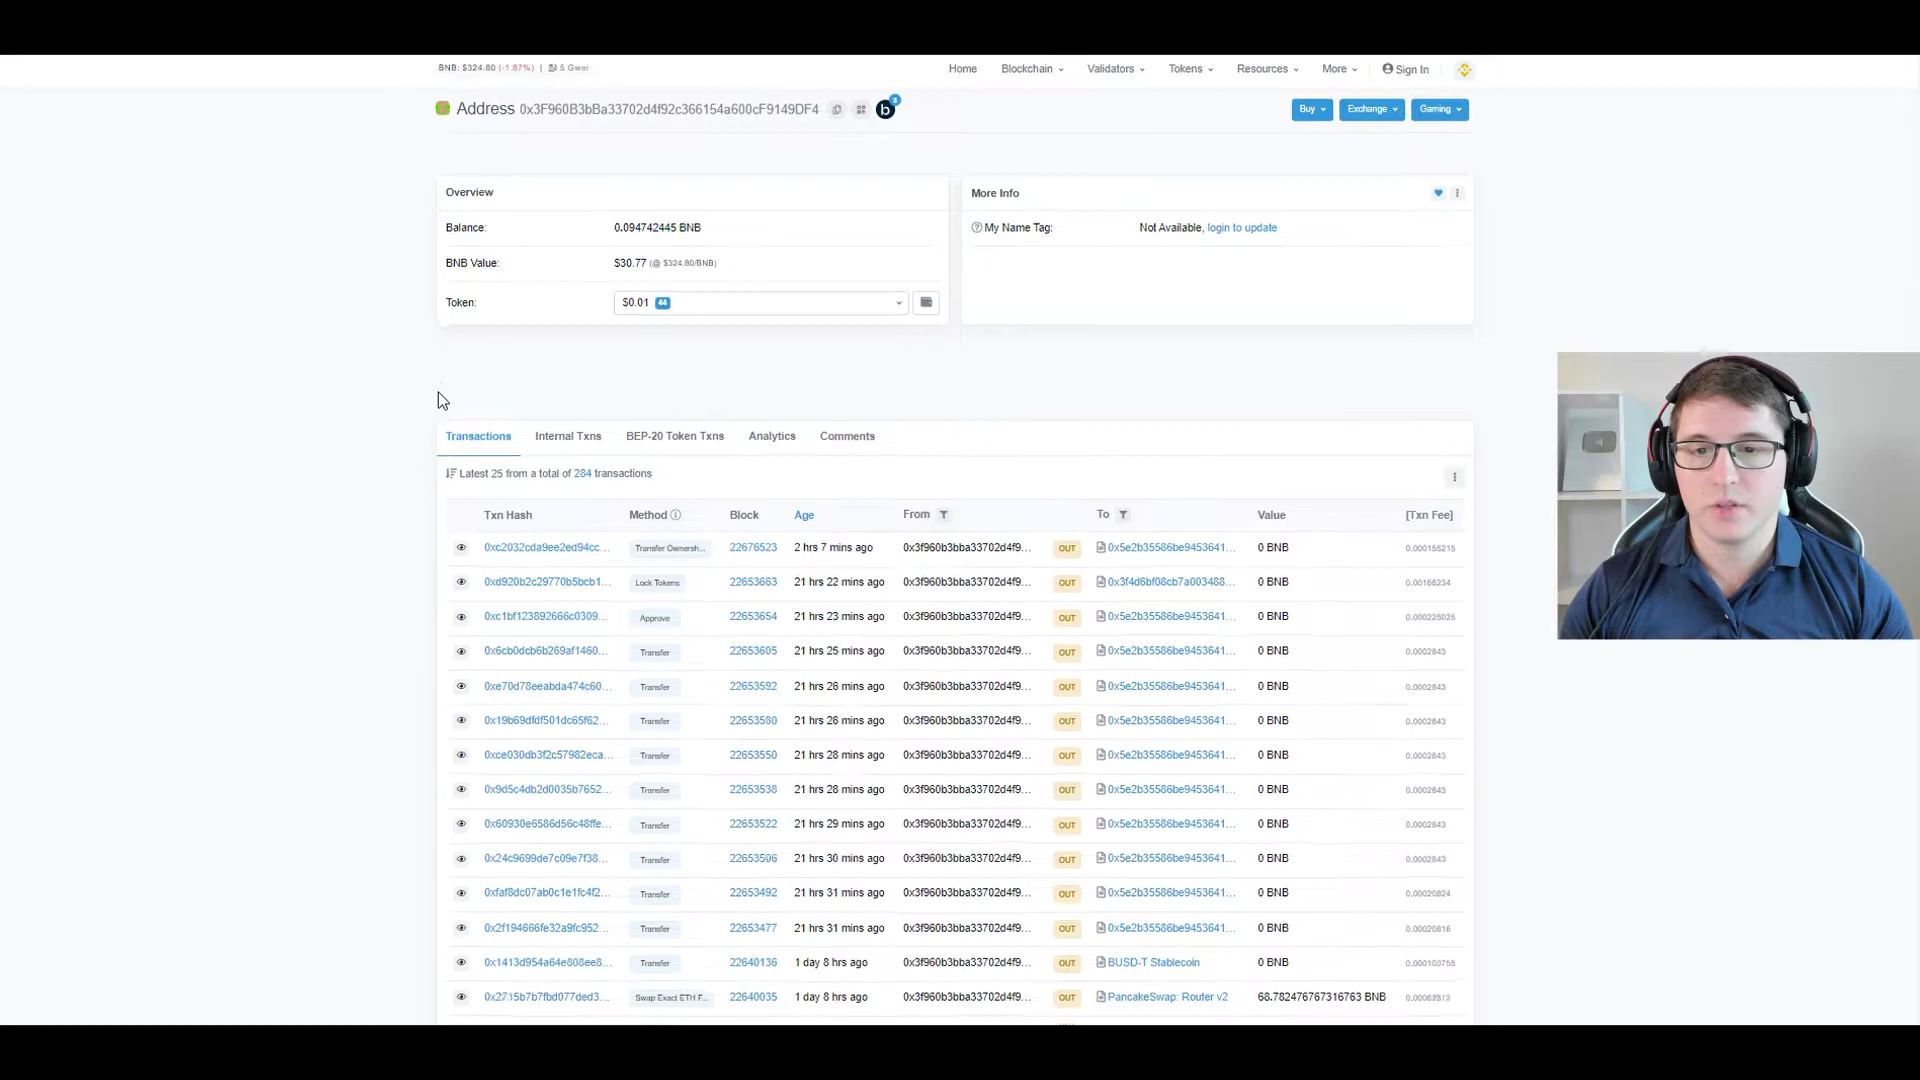 BNB: $324.80 (-1.87%) | 5 Gwei
Home Blockchain Validators Tokens Resources More Sign In
Address 0x3F960B3bBa33702d4f92c366154a600cF9149DF4
Buy Exchange Gaming
Overview
Balance: 0.094742445 BNB
BNB Value: $30.77 (@ $324.80/BNB)
Token: $0.01 44
More Info
My Name Tag: Not Available, login to update
Transactions Internal Txns BEP-20 Token Txns Analytics Comments
Latest 25 from a total of 284 transactions
Txn Hash Method Block Age From To Value [Txn Fee]
0xc2032cda9ee2ed94cc... Transfer Ownersh... 22676523 2 hrs 7 mins ago 0x3f960b3bba33702d4f9... OUT 0x5e2b35586be9453641... 0 BNB 0.000155215
0xd920b2c29770b5bcb1... Lock Tokens 22653663 21 hrs 22 mins ago 0x3f960b3bba33702d4f9... OUT 0x3f4d6bf08cb7a003488... 0 BNB 0.00166234
0xc1bf123892666c0309... Approve 22653654 21 hrs 23 mins ago 0x3f960b3bba33702d4f9... OUT 0x5e2b35586be9453641... 0 BNB 0.000225025
0x6cb0dcb6b269af1460... Transfer 22653605 21 hrs 25 mins ago 0x3f960b3bba33702d4f9... OUT 0x5e2b35586be9453641... 0 BNB 0.0002843
0xe70d78eeabda474c60... Transfer 22653592 21 hrs 26 mins ago 0x3f960b3bba33702d4f9... OUT 0x5e2b35586be9453641... 0 BNB 0.0002843
0x19b69dfdf501dc65f62... Transfer 22653580 21 hrs 26 mins ago 0x3f960b3bba33702d4f9... OUT 0x5e2b35586be9453641... 0 BNB 0.0002843
0xce030db3f2c57982eca... Transfer 22653550 21 hrs 28 mins ago 0x3f960b3bba33702d4f9... OUT 0x5e2b35586be9453641... 0 BNB 0.0002843
0x9d5c4db2d0035b7652... Transfer 22653538 21 hrs 28 mins ago 0x3f960b3bba33702d4f9... OUT 0x5e2b35586be9453641... 0 BNB 0.0002843
0x60930e6586d56c48ffe... Transfer 22653522 21 hrs 29 mins ago 0x3f960b3bba33702d4f9... OUT 0x5e2b35586be9453641... 0 BNB 0.0002843
0x24c9699de7c09e7f38... Transfer 22653506 21 hrs 30 mins ago 0x3f960b3bba33702d4f9... OUT 0x5e2b35586be9453641... 0 BNB 0.0002843
0xfaf8dc07ab0c1e1fc4f2... Transfer 22653492 21 hrs 31 mins ago 0x3f960b3bba33702d4f9... OUT 0x5e2b35586be9453641... 0 BNB 0.00020824
0x2f194666fe32a9fc952... Transfer 22653477 21 hrs 31 mins ago 0x3f960b3bba33702d4f9... OUT 0x5e2b35586be9453641... 0 BNB 0.00020816
0x1413d954a64e808ee8... Transfer 22640136 1 day 8 hrs ago 0x3f960b3bba33702d4f9... OUT BUSD-T Stablecoin 0 BNB
0x2715b7b7fbd077ded3... Swap Exact ETH F... 22640035 1 day 8 hrs ago 0x3f960b3bba33702d4f9... OUT PancakeSwap: Router v2 68.782476767316763 BNB